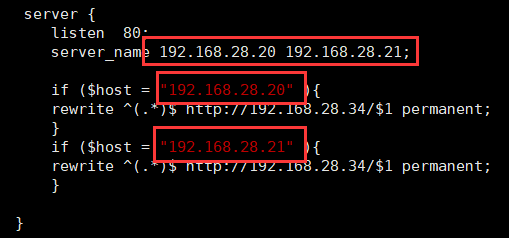 server {
listen  80;
server_name 192.168.28.20 192.168.28.21;
if ($host = "192.168.28.20" ){
rewrite ^(.*)$ http://192.168.28.34/$1 permanent;
}
if ($host = "192.168.28.21" ){
rewrite ^(.*)$ http://192.168.28.34/$1 permanent;
}
}